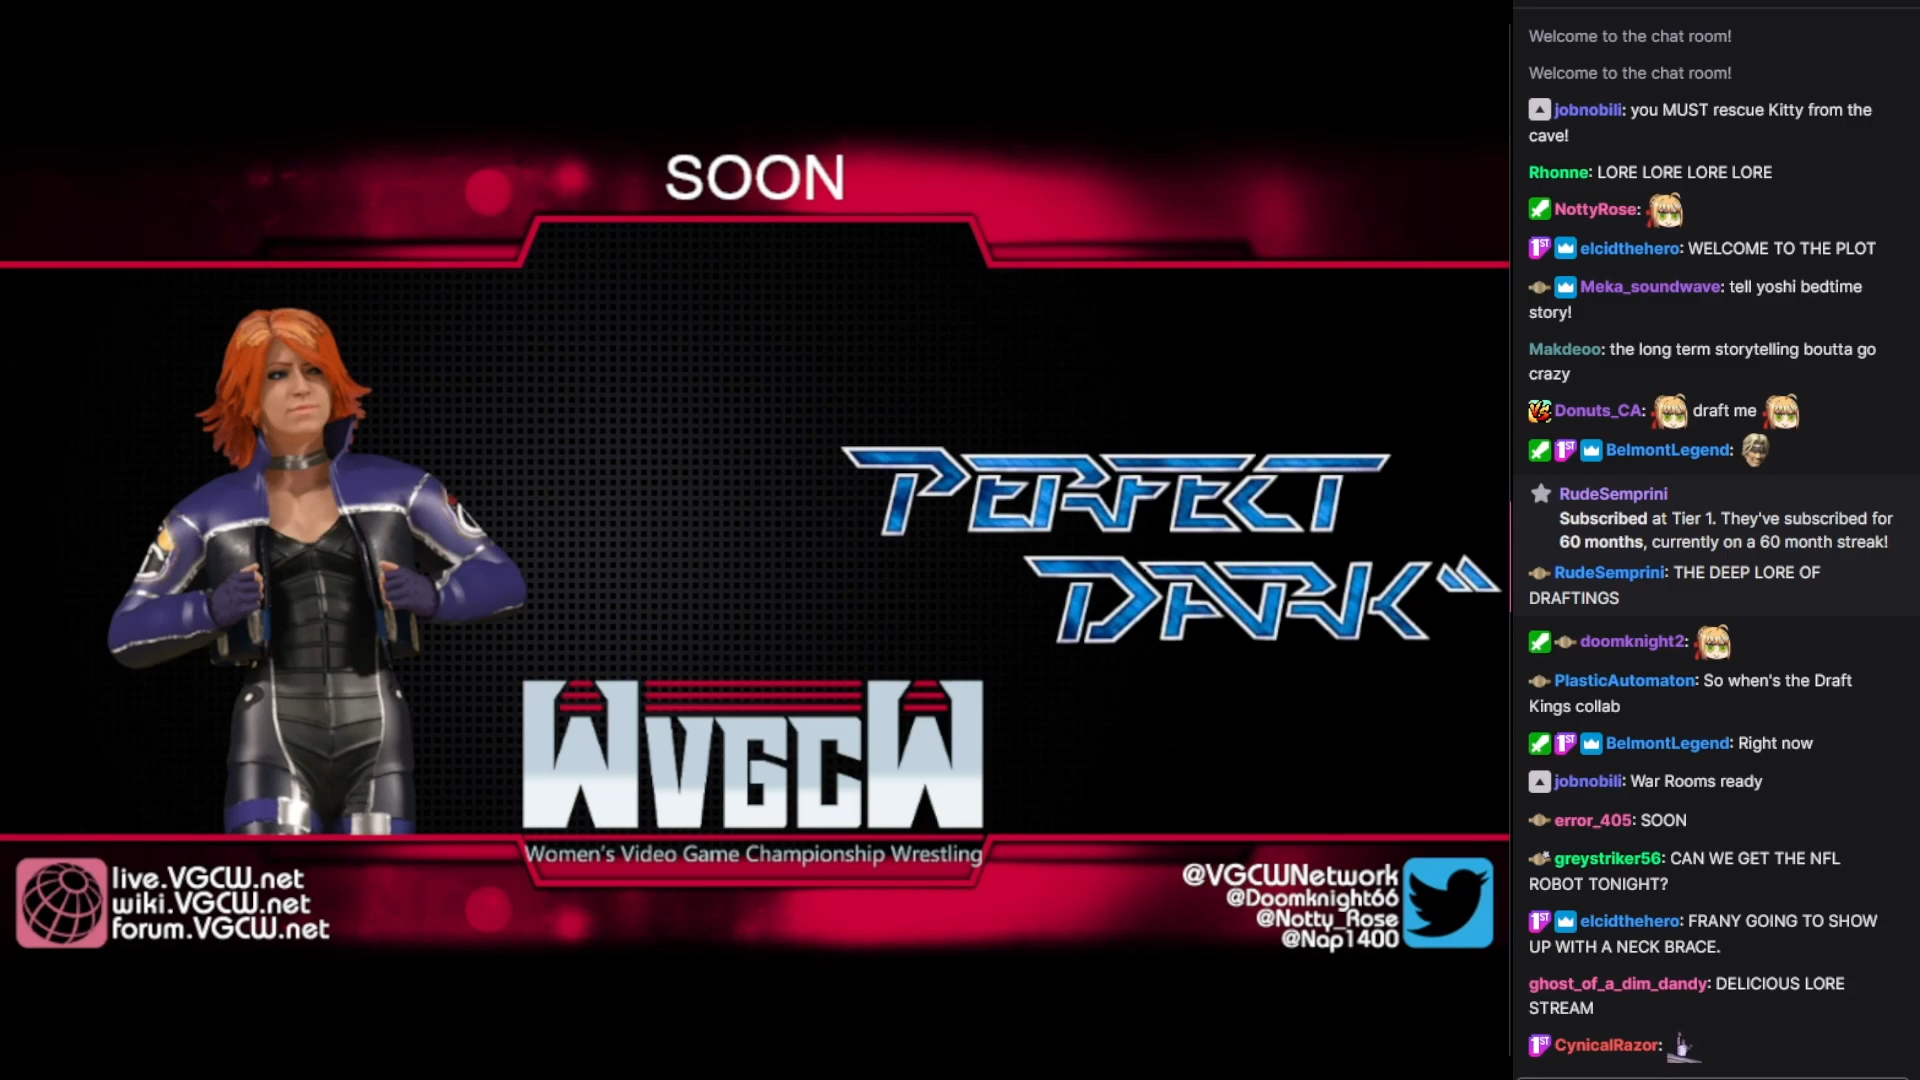 SOON
PERFECT
DARK
WVGCW
Women's Video Game Championship Wrestling
live.VGCW.net
wiki.VGCW.net
forum.VGCW.net
@VGCWNetwork
@Doomknight66
@Notty_Rose
@Nap1400
Welcome to the chat room!
Welcome to the chat room!
jobnobili: you MUST rescue Kitty from the
cave!
Rhonne: LORE LORE LORE LORE
NottyRose:
1ST elcidthehero: WELCOME TO THE PLOT
Meka_soundwave: tell yoshi bedtime
story!
Makdeoo: the long term storytelling boutta go
crazy
Donuts_CA: draft me
1ST BelmontLegend:
RudeSemprini
Subscribed at Tier 1. They've subscribed for
60 months, currently on a 60 month streak!
RudeSemprini: THE DEEP LORE OF
DRAFTINGS
doomknight2:
PlasticAutomaton: So when's the Draft
Kings collab
1ST BelmontLegend: Right now
jobnobili: War Rooms ready
error_405: SOON
greystriker56: CAN WE GET THE NFL
ROBOT TONIGHT?
1ST elcidthehero: FRANY GOING TO SHOW
UP WITH A NECK BRACE.
ghost_of_a_dim_dandy: DELICIOUS LORE
STREAM
1ST CynicalRazor: